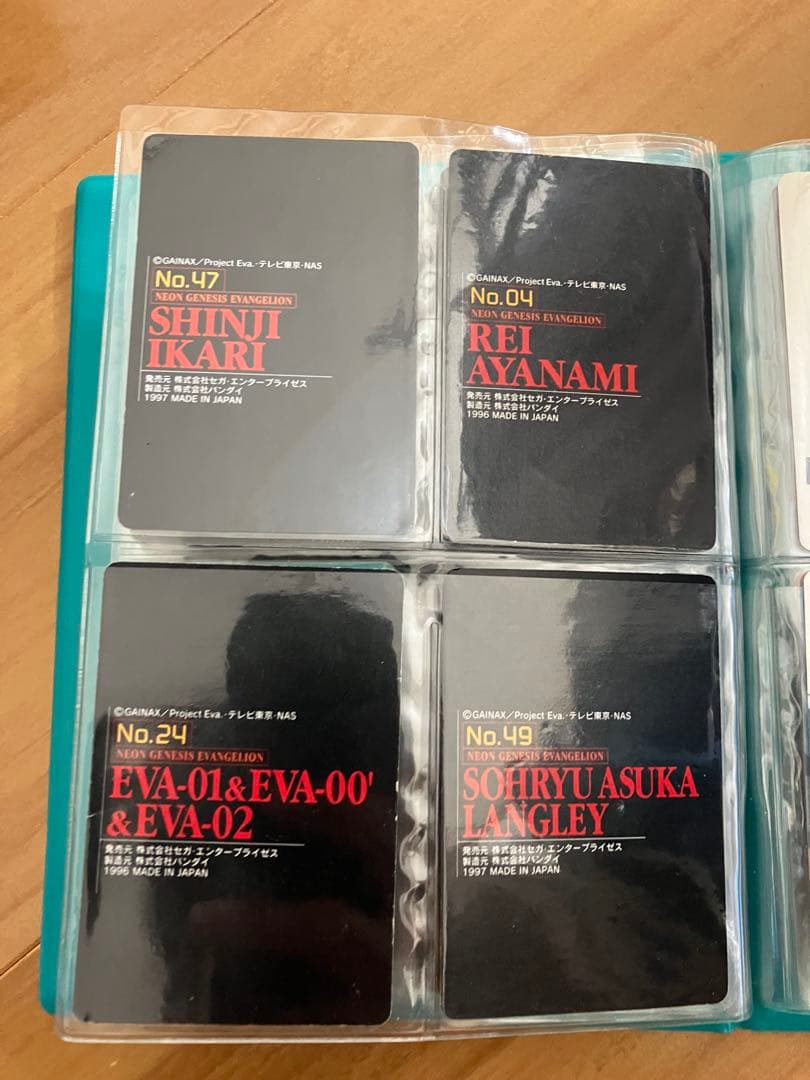 ©GAINAX／Project Eva.・テレビ東京・NAS
No.47
NEON GENESIS EVANGELION
SHINJI
IKARI
発売元 株式会社セガ・エンタープライゼス
製造元 株式会社バンダイ
1997 MADE IN JAPAN
©GAINAX／Project Eva.・テレビ東京・NAS
No.04
NEON GENESIS EVANGELION
REI
AYANAMI
発売元 株式会社セガ・エンタープライゼス
製造元 株式会社バンダイ
1996 MADE IN JAPAN
©GAINAX／Project Eva.・テレビ東京・NAS
No.24
NEON GENESIS EVANGELION
EVA-01&EVA-00'
&EVA-02
発売元 株式会社セガ・エンタープライゼス
製造元 株式会社バンダイ
1996 MADE IN JAPAN
©GAINAX／Project Eva.・テレビ東京・NAS
No.49
NEON GENESIS EVANGELION
SOHRYU ASUKA
LANGLEY
発売元 株式会社セガ・エンタープライゼス
製造元 株式会社バンダイ
1997 MADE IN JAPAN